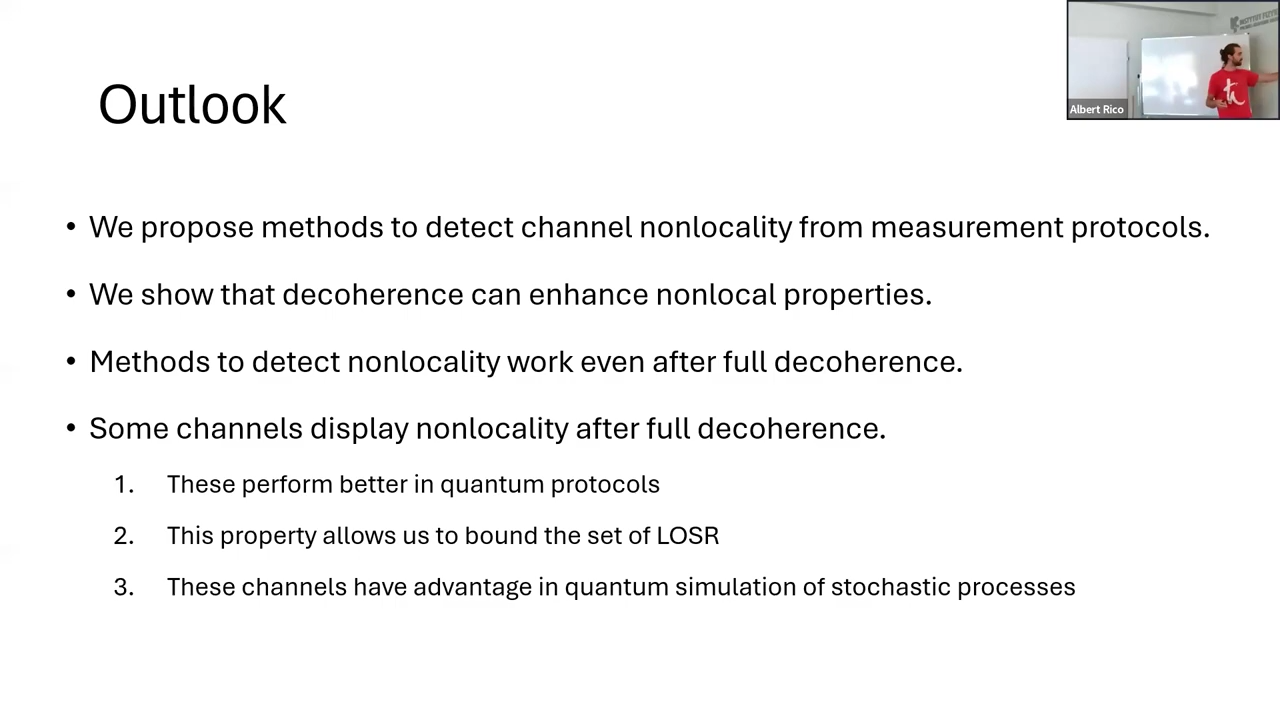 Outlook
Albert Rico
• We propose methods to detect channel nonlocality from measurement protocols.
• We show that decoherence can enhance nonlocal properties.
• Methods to detect nonlocality work even after full decoherence.
• Some channels display nonlocality after full decoherence.
1. These perform better in quantum protocols
2. This property allows us to bound the set of LOSR
3. These channels have advantage in quantum simulation of stochastic processes